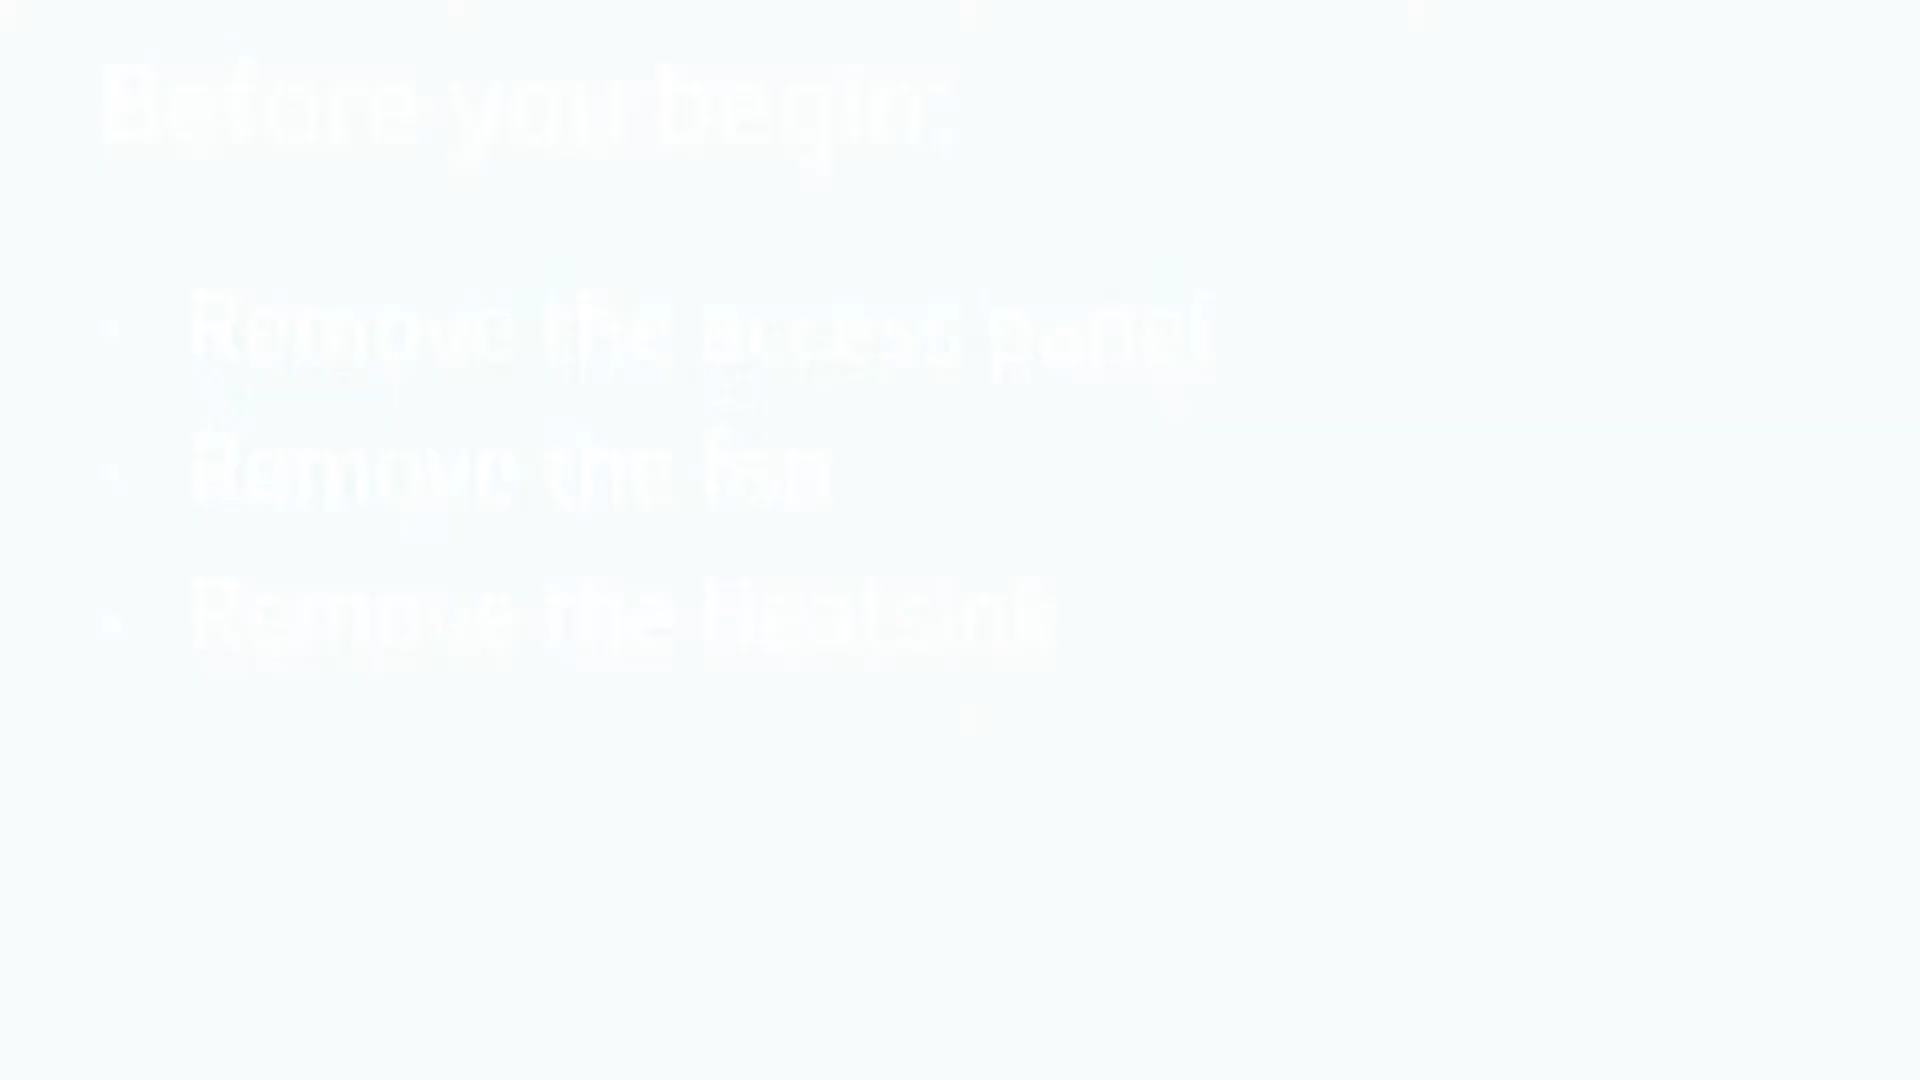 Before you begin:
• Remove the access panel
• Remove the fan
• Remove the Heatsink